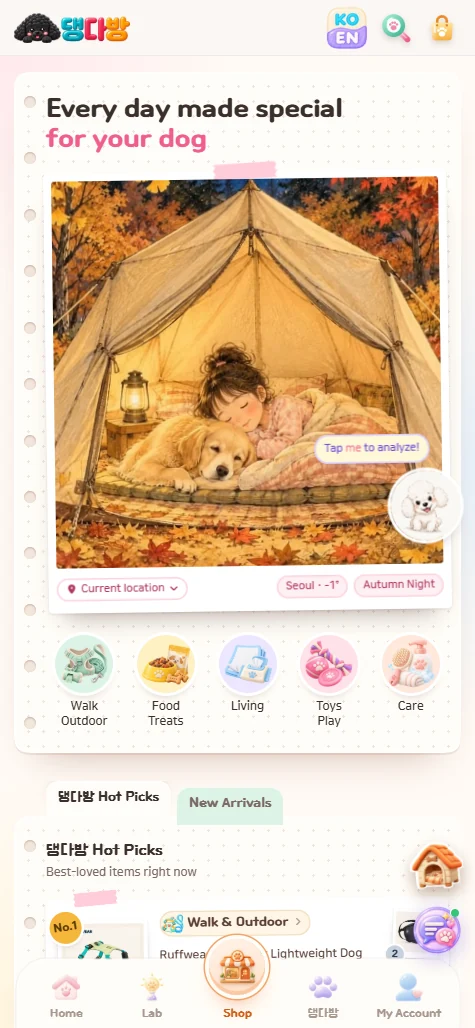 댕다방
KO
EN
Every day made special
for your dog
Tap me to analyze!
Current location
Seoul · -1°
Autumn Night
Walk
Outdoor
Food
Treats
Living
Toys
Play
Care
댕다방 Hot Picks
New Arrivals
댕다방 Hot Picks
Best-loved items right now
No.1
Walk & Outdoor
2
Lightweight Dog
Home
Lab
Shop
댕다방
My Account